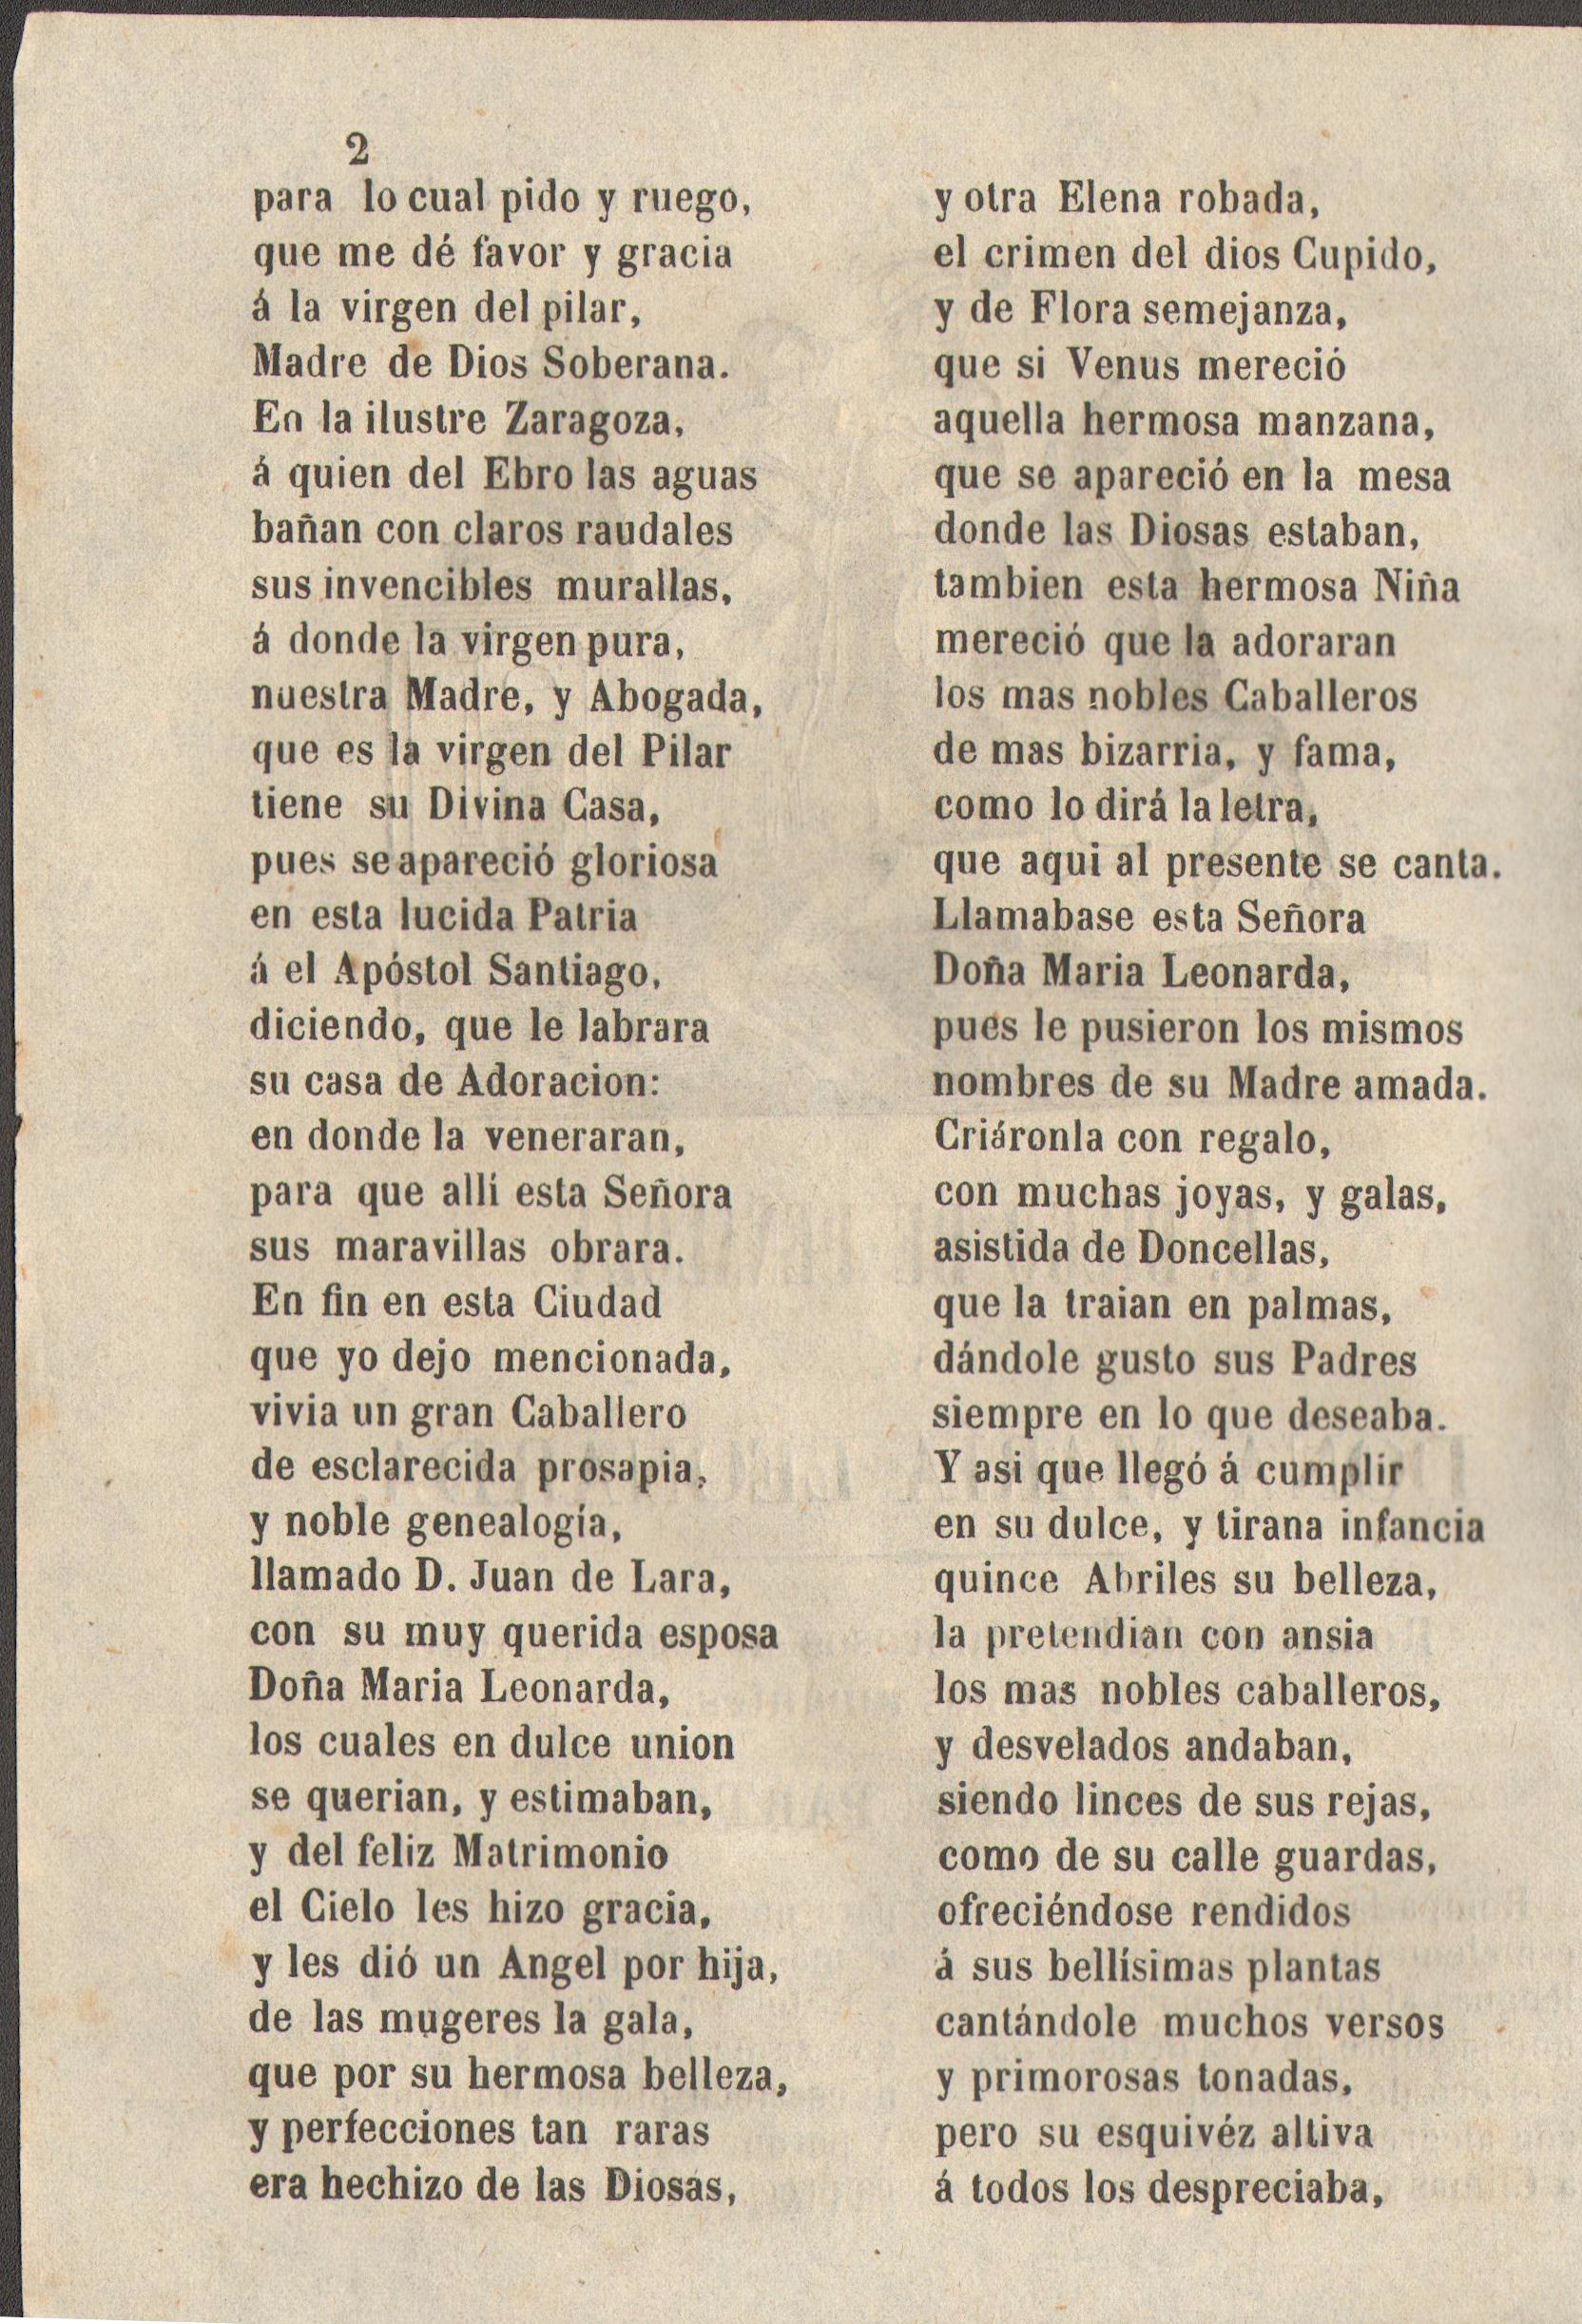 2
para lo cual pido y ruego,
que me dé favor y gracia
á la virgen del pilar,
Madre de Dios Soberana.
En la ilustre Zaragoza,
á quien del Ebro las aguas
bañan con claros raudales
sus invencibles murallas,
á donde la virgen pura,
nuestra Madre, y Abogada,
que es la virgen del Pilar
tiene su Divina Casa,
pues se apareció gloriosa
en esta lucida Patria
á el Apóstol Santiago,
diciendo, que le labrara
su casa de Adoracion:
en donde la veneraran,
para que allí esta Señora
sus maravillas obrara.
En fin en esta Ciudad
que yo dejo mencionada,
vivia un gran Caballero
de esclarecida prosapia,
y noble genealogía,
llamado D. Juan de Lara,
con su muy querida esposa
Doña Maria Leonarda,
los cuales en dulce union
se querian, y estimaban,
y del feliz Matrimonio
el Cielo les hizo gracia,
y les dió un Angel por hija,
de las mugeres la gala,
que por su hermosa belleza,
y perfecciones tan raras
era hechizo de las Diosas,
y otra Elena robada,
el crimen del dios Cupido,
y de Flora semejanza,
que si Venus mereció
aquella hermosa manzana,
que se apareció en la mesa
donde las Diosas estaban,
tambien esta hermosa Niña
mereció que la adoraran
los mas nobles Caballeros
de mas bizarria, y fama,
como lo dirá la letra,
que aqui al presente se canta.
Llamabase esta Señora
Doña Maria Leonarda,
pues le pusieron los mismos
nombres de su Madre amada.
Criáronla con regalo,
con muchas joyas, y galas,
asistida de Doncellas,
que la traian en palmas,
dándole gusto sus Padres
siempre en lo que deseaba.
Y asi que llegó á cumplir
en su dulce, y tirana infancia
quince Abriles su belleza,
la pretendian con ansia
los mas nobles caballeros,
y desvelados andaban,
siendo linces de sus rejas,
como de su calle guardas,
ofreciéndose rendidos
á sus bellísimas plantas
cantándole muchos versos
y primorosas tonadas,
pero su esquivéz altiva
á todos los despreciaba,